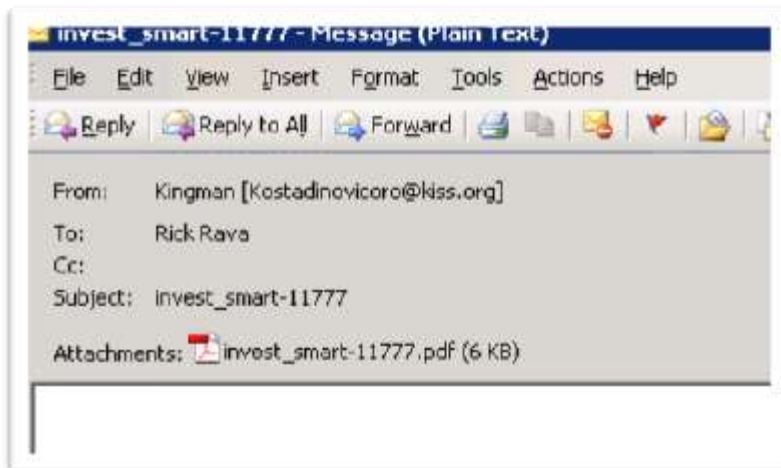 invest_smart-11777 - Message (Plain Text)
File Edit View Insert Format Tools Actions Help
Reply Reply to All Forward
From: Kingman [Kostadinovicoro@kiss.org]
To: Rick Rava
Cc:
Subject: invest_smart-11777
Attachments: invost_smart-11777.pdf (6 KB)